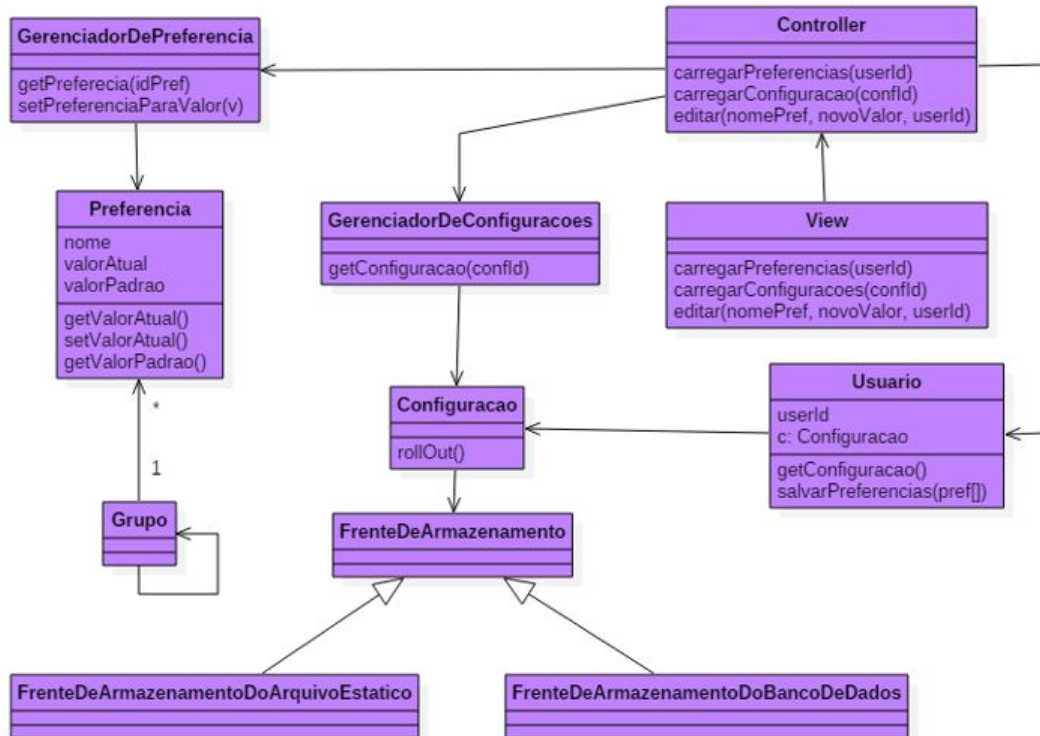 GerenciadorDePreferencia
getPreferecia(idPref)
setPreferenciaParaValor(v)
Controller
carregarPreferencias(userId)
carregarConfiguracao(confId)
editar(nomePref, novoValor, userId)
Preferencia
nome
valorAtual
valorPadrao
getValorAtual()
setValorAtual()
getValorPadrao()
GerenciadorDeConfiguracoes
getConfiguracao(confId)
View
carregarPreferencias(userId)
carregarConfiguracoes(confId)
editar(nomePref, novoValor, userId)
Configuracao
rollOut()
Usuario
userId
c: Configuracao
getConfiguracao()
salvarPreferencias(pref[])
*
1
Grupo
FrenteDeArmazenamento
FrenteDeArmazenamentoDoArquivoEstatico
FrenteDeArmazenamentoDoBancoDeDados